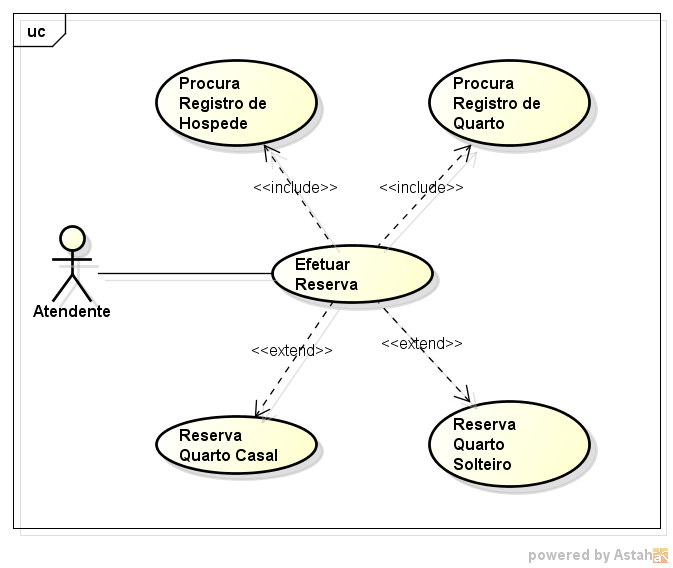 uc
Procura
Registro de
Hospede
Procura
Registro de
Quarto
<<include>>
<<include>>
Efetuar
Reserva
Atendente
<<extend>>
<<extend>>
Reserva
Quarto Casal
Reserva
Quarto
Solteiro
powered by Astah